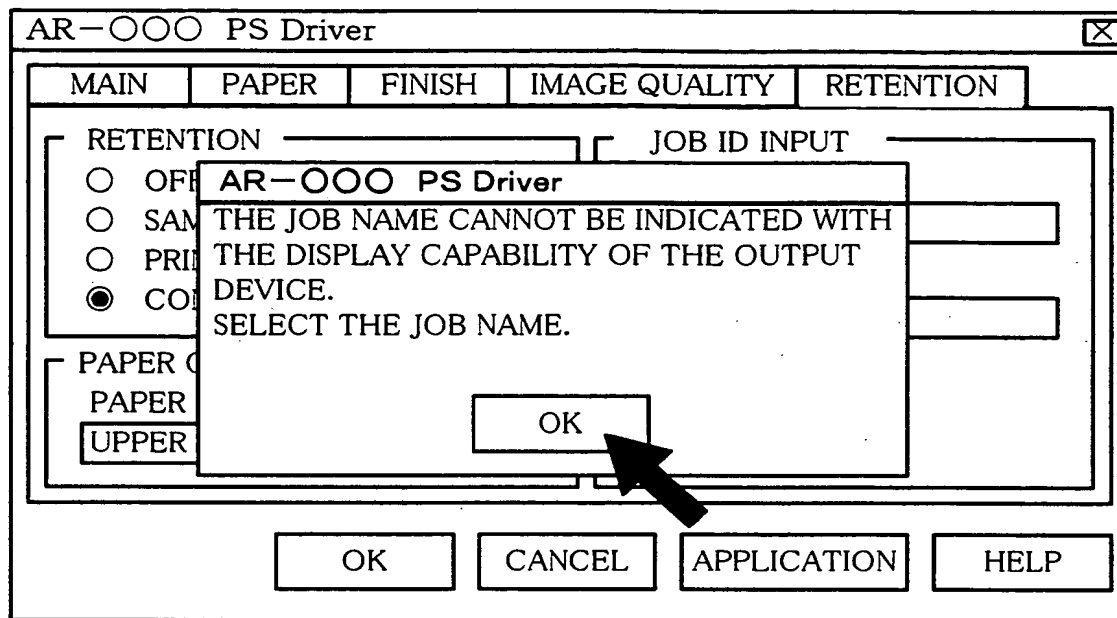 AR-○○○ PS Driver
MAIN PAPER FINISH IMAGE QUALITY RETENTION
RETENTION JOB ID INPUT
AR-○○○ PS Driver
THE JOB NAME CANNOT BE INDICATED WITH
THE DISPLAY CAPABILITY OF THE OUTPUT
DEVICE.
SELECT THE JOB NAME.
OK
PAPER
PAPER
UPPER
OK CANCEL APPLICATION HELP